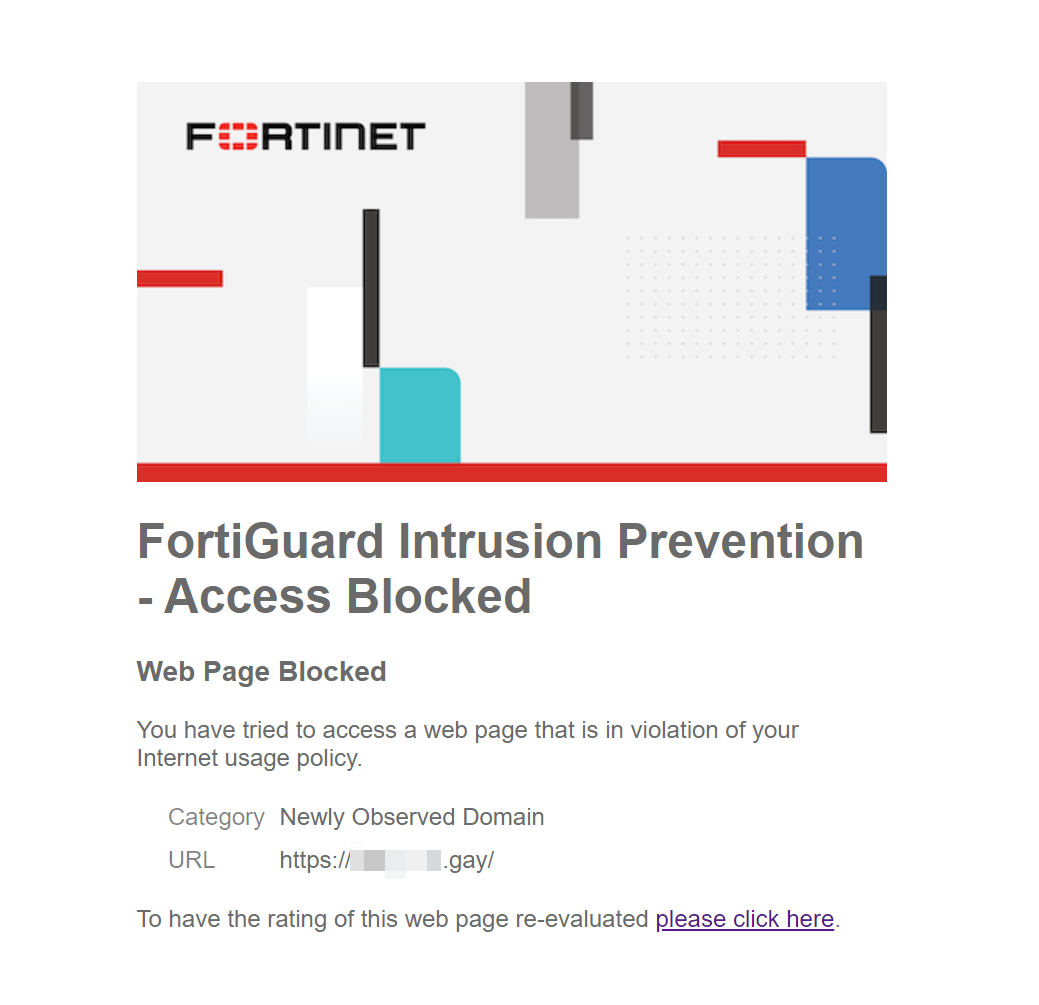 FORTINET
FortiGuard Intrusion Prevention
- Access Blocked
Web Page Blocked
You have tried to access a web page that is in violation of your
Internet usage policy.
Category Newly Observed Domain
URL https:// .gay/
To have the rating of this web page re-evaluated please click here.